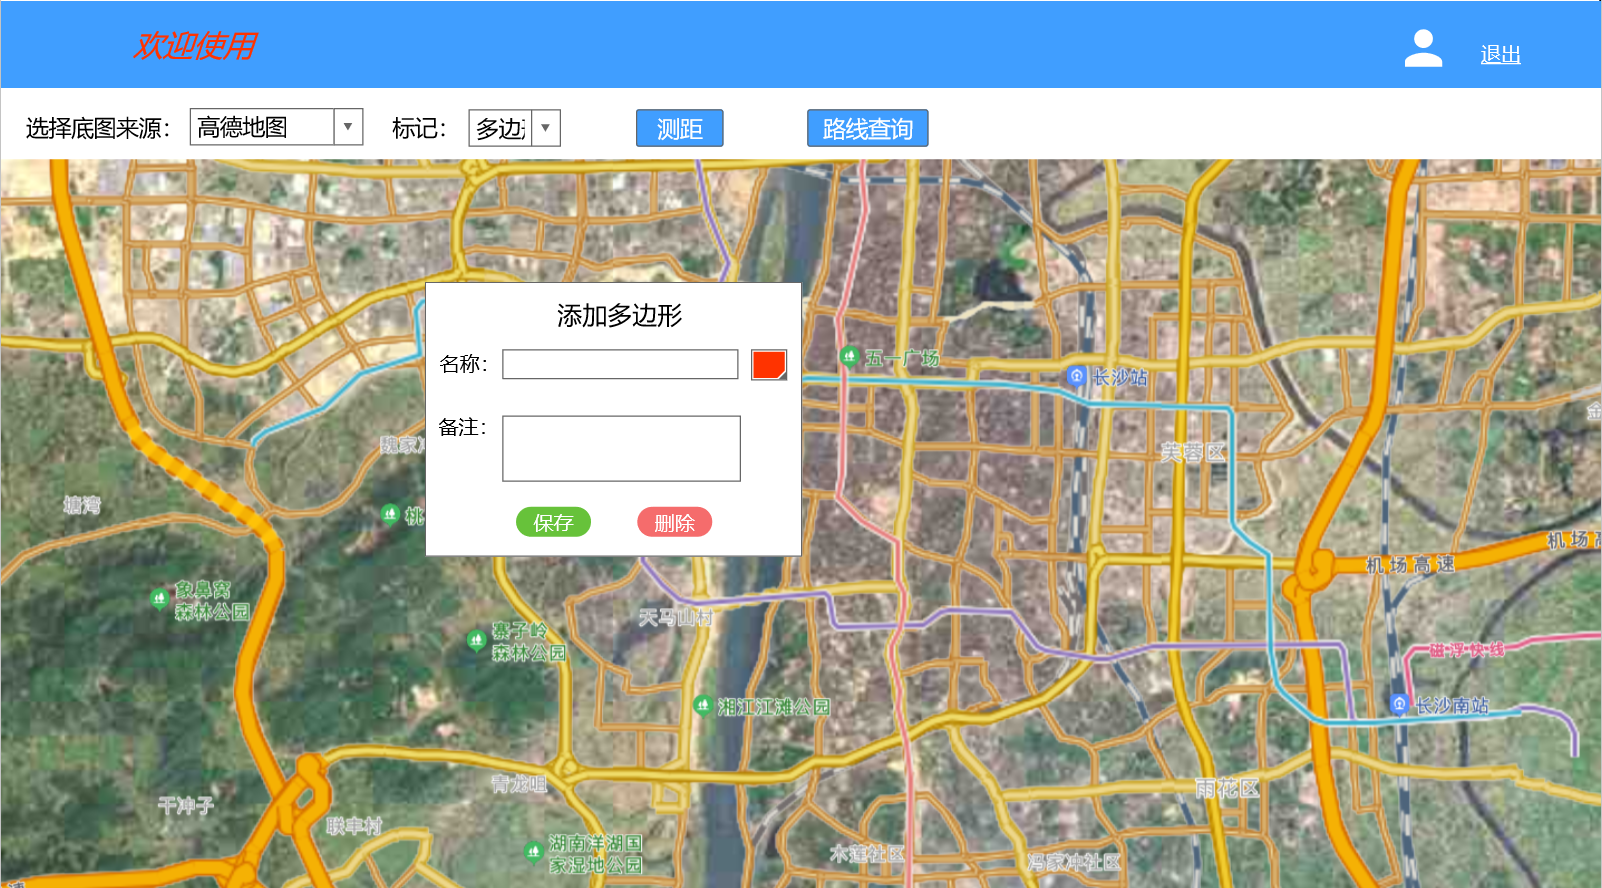 欢迎使用
退出
选择底图来源：
高德地图
标记：
多边
测距
路线查询
添加多边形
名称：
备注：
保存
删除
五一广场
长沙站
芙蓉区
魏家
塘湾
桃
机场高速
机场高
象鼻窝
森林公园
天马山村
寨子岭
森林公园
磁浮快线
湘江江滩公园
长沙南站
青龙咀
雨花区
干冲子
联丰村
湖南洋湖国
家湿地公园
木莲社区
冯家冲社区